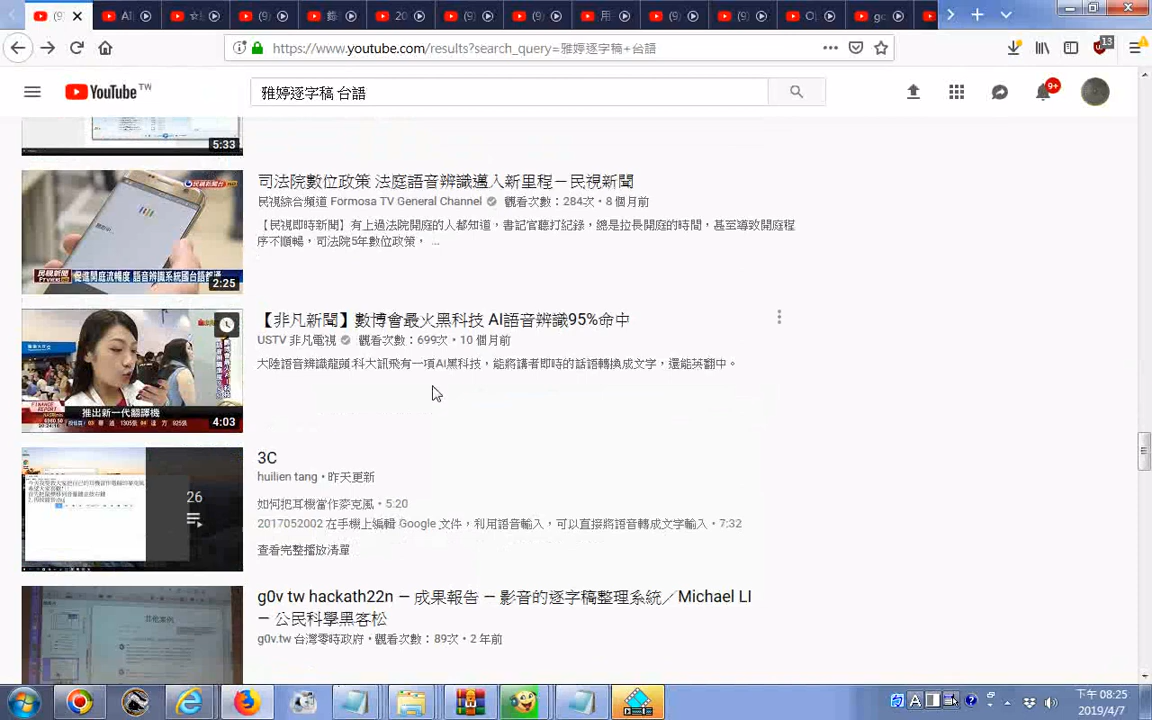 (9)
AI
(9)
(9)
20
(9)
(9)
用
(9)
(9)
https://www.youtube.com/results?search_query=雅婷逐字稿+台語
13
YouTube TW
雅婷逐字稿 台語
9+
5:33
司法院數位政策 法庭語音辨識邁入新里程－民視新聞
民視綜合頻道 Formosa TV General Channel 觀看次數：284次 • 8 個月前
【民視即時新聞】有上過法院開庭的人都知道，書記官聽打紀錄，總是拉長開庭的時間，甚至導致開庭程
序不順暢，司法院5年數位政策， ...
民視新聞
2:25
【非凡新聞】數博會最火黑科技 AI語音辨識95%命中
USTV 非凡電視 觀看次數：699次 • 10 個月前
大陸語音辨識龍頭:科大訊飛有一項AI黑科技，能將講者即時的話語轉換成文字，還能英翻中。
推出新一代翻譯機
4:03
3C
huilien tang • 昨天更新
如何把耳機當作麥克風 • 5:20
2017052002 在手機上編輯 Google 文件，利用語音輸入，可以直接將語音轉成文字輸入 • 7:32
查看完整播放清單
26
g0v tw hackath22n — 成果報告 — 影音的逐字稿整理系統／Michael LI
— 公民科學黑客松
g0v.tw 台灣零時政府 • 觀看次數：89次 • 2 年前
下午 08:25
2019/4/7